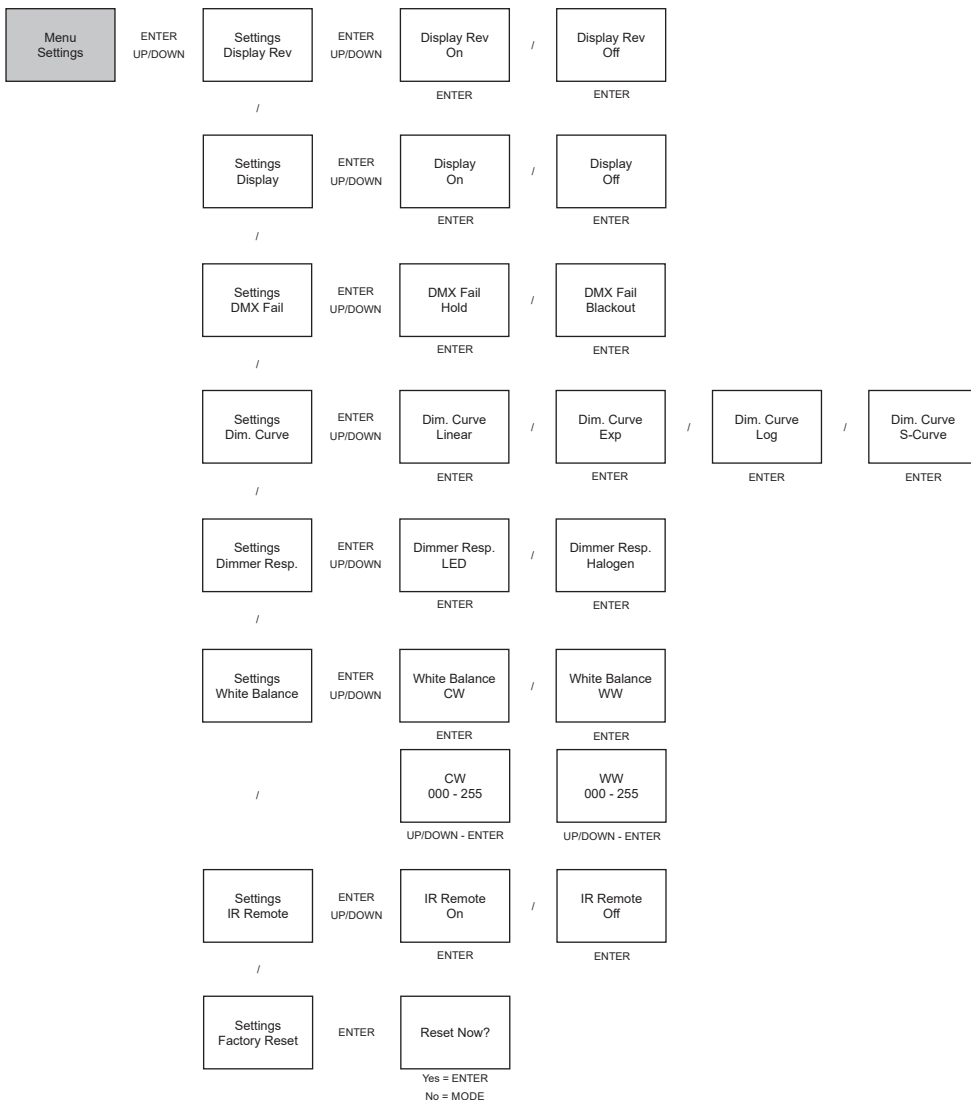 Menu
Settings
ENTER
UP/DOWN
Settings
Display Rev
ENTER
UP/DOWN
Display Rev
On
ENTER
/
Display Rev
Off
ENTER
/
Settings
Display
ENTER
UP/DOWN
Display
On
ENTER
/
Display
Off
ENTER
/
Settings
DMX Fail
ENTER
UP/DOWN
DMX Fail
Hold
ENTER
/
DMX Fail
Blackout
ENTER
/
Settings
Dim. Curve
ENTER
UP/DOWN
Dim. Curve
Linear
ENTER
/
Dim. Curve
Exp
ENTER
/
Dim. Curve
Log
ENTER
/
Dim. Curve
S-Curve
ENTER
/
Settings
Dimmer Resp.
ENTER
UP/DOWN
Dimmer Resp.
LED
ENTER
/
Dimmer Resp.
Halogen
ENTER
/
Settings
White Balance
ENTER
UP/DOWN
White Balance
CW
ENTER
/
White Balance
WW
ENTER
/
CW
000 - 255
UP/DOWN - ENTER
WW
000 - 255
UP/DOWN - ENTER
Settings
IR Remote
ENTER
UP/DOWN
IR Remote
On
ENTER
/
IR Remote
Off
ENTER
/
Settings
Factory Reset
ENTER
Reset Now?
Yes = ENTER
No = MODE